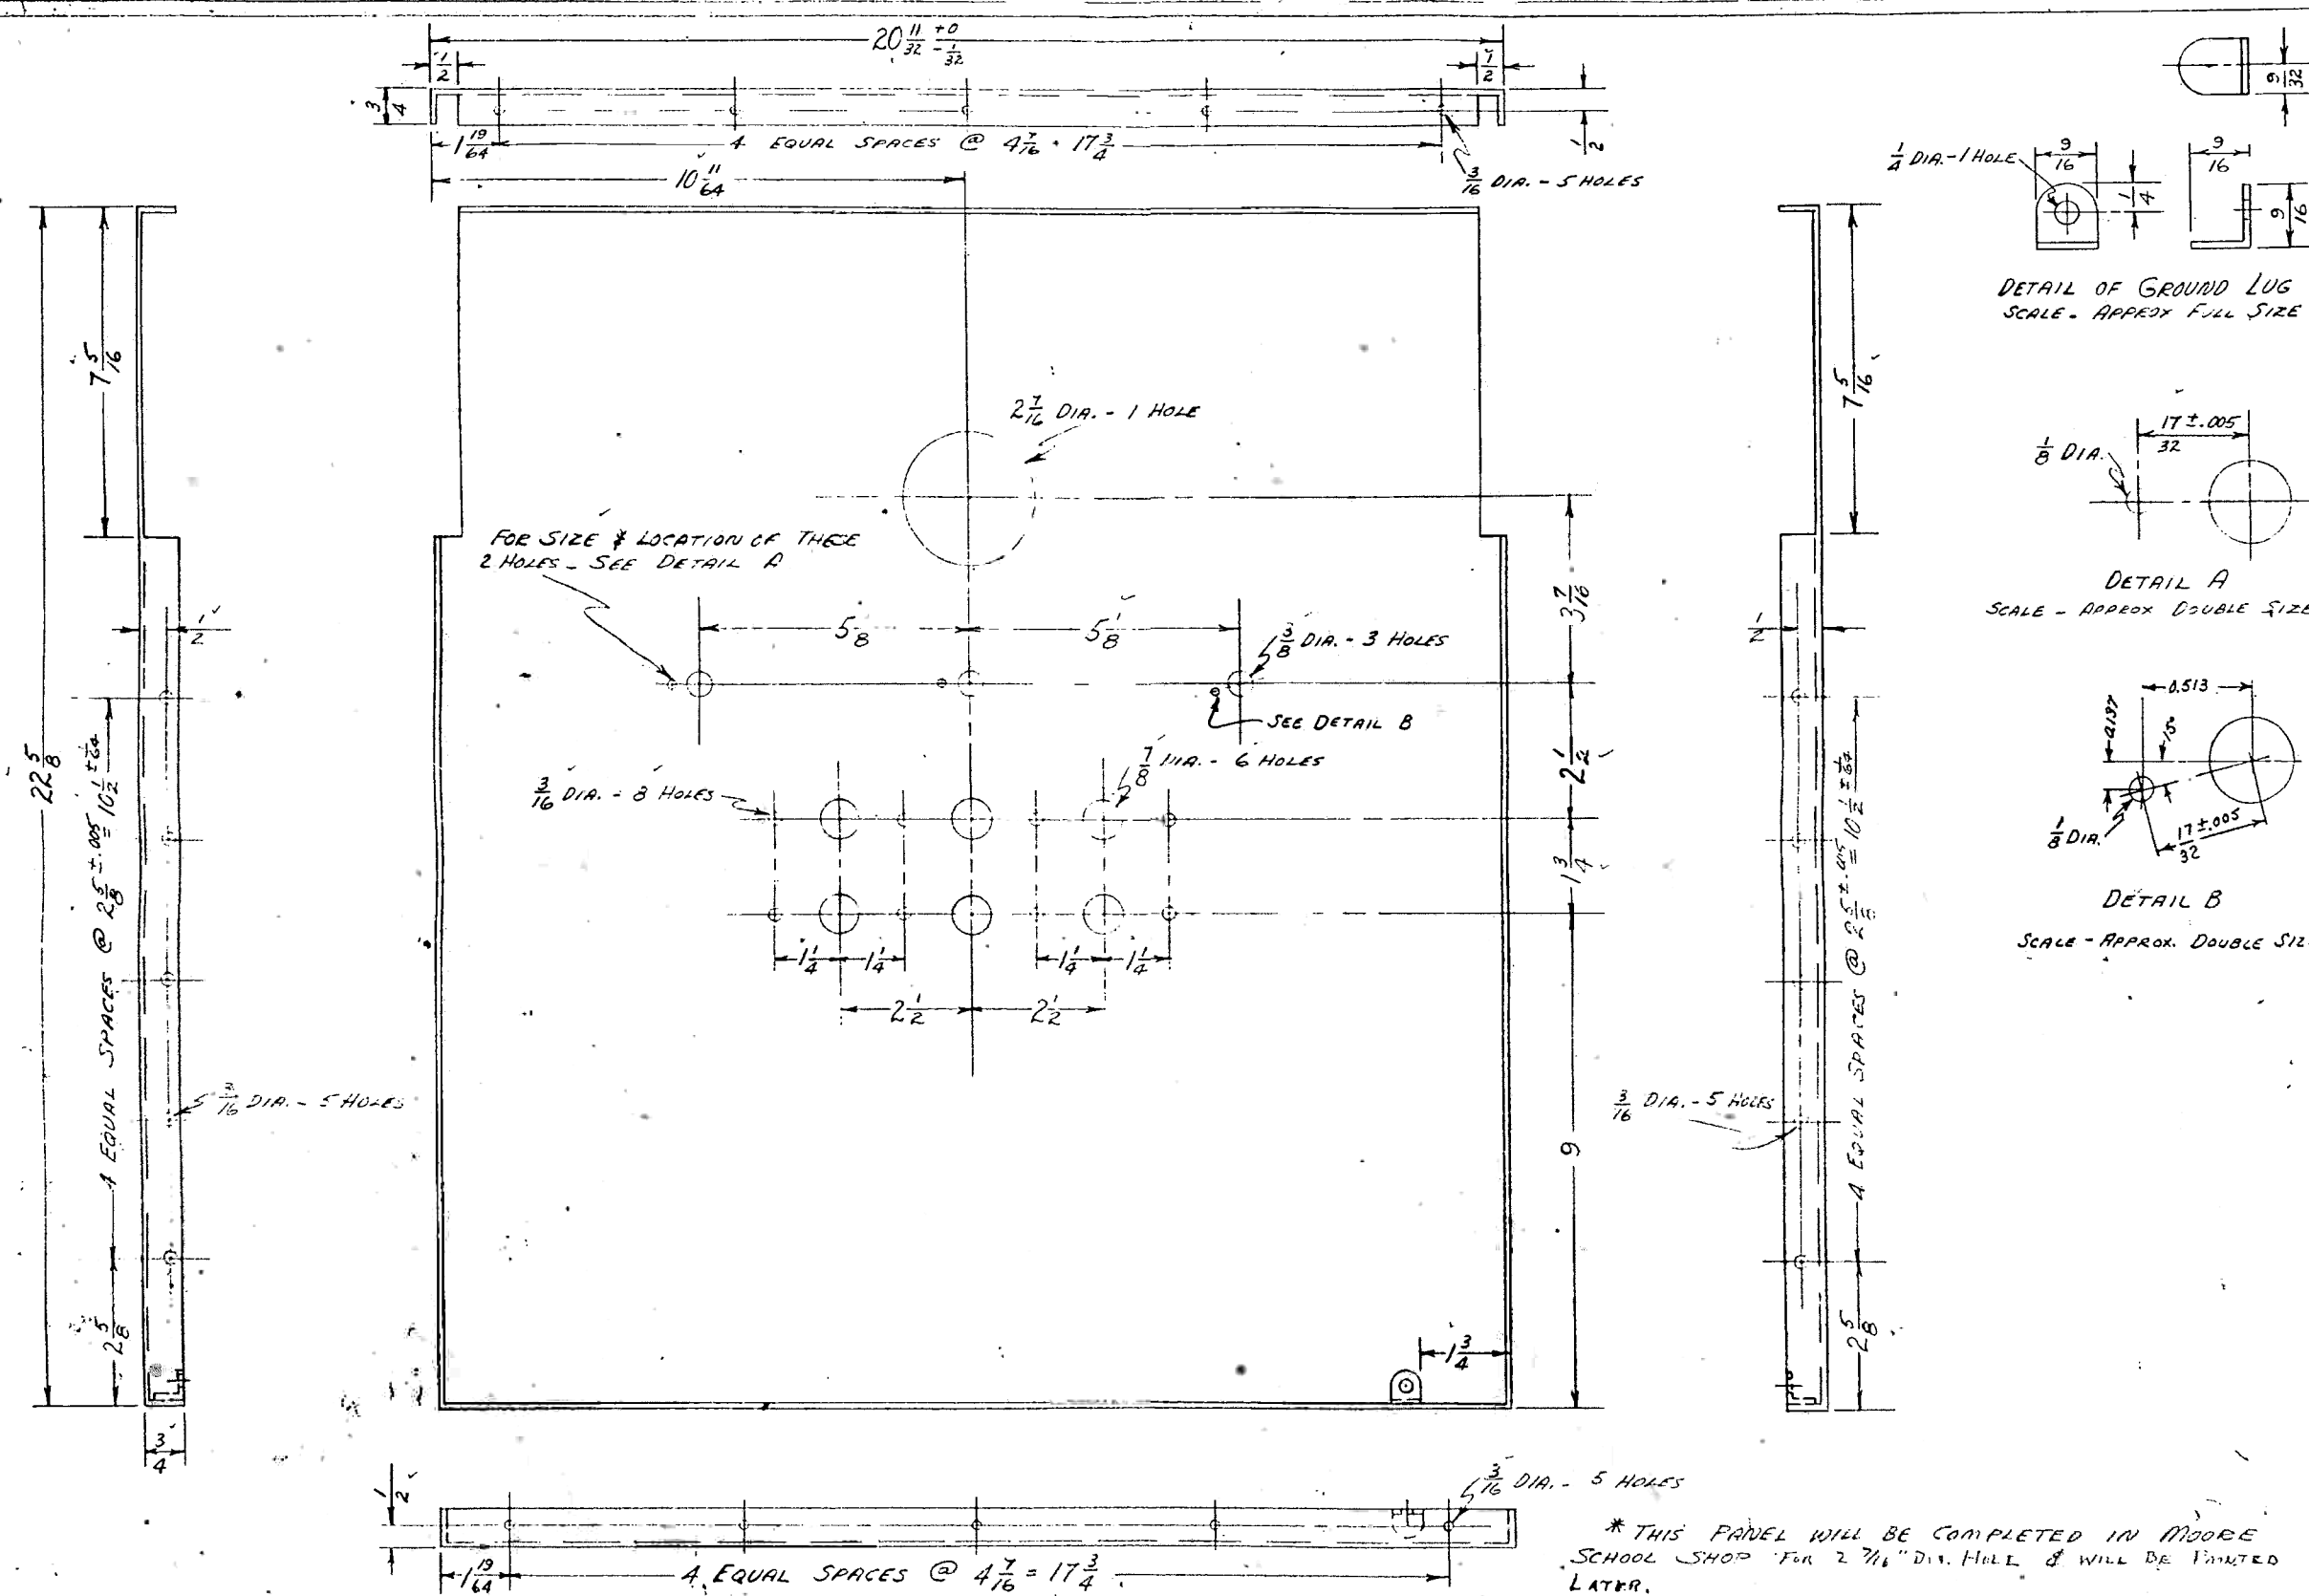 20 11/32 +0 -1/32
1/2
1/2
3/4
1 19/64
4 EQUAL SPACES @ 4 7/16 = 17 3/4
1/2
10 11/64
3/16 DIA. - 5 HOLES
9/32
1/4 DIA. - 1 HOLE
9/16
1/4
9/16
9/16
DETAIL OF GROUND LUG
SCALE - APPROX FULL SIZE
22 5/8
7 5/16
1/2
4 EQUAL SPACES @ 2 5/8 ±.005 = 10 1/2 ± 1/64
5 3/16 DIA. - 5 HOLES
2 5/8
3/4
2 7/16 DIA. - 1 HOLE
FOR SIZE & LOCATION OF THESE
2 HOLES - SEE DETAIL A
5 1/8
3/8 DIA. - 3 HOLES
SEE DETAIL B
3/16 DIA. - 8 HOLES
7/8 DIA. - 6 HOLES
1 1/4
1 1/4
1 1/4
1 1/4
2 1/2
2 1/2
3 7/16
2 1/2
1 3/4
9
1 3/4
7 5/16
1/2
4 EQUAL SPACES @ 2 5/8 ±.005 = 10 1/2 ± 1/64
3/16 DIA. - 5 HOLES
2 5/8
17/32 ±.005
1/8 DIA.
DETAIL A
SCALE - APPROX DOUBLE SIZE
0.513
0.137
15°
1/8 DIA.
17/32 ±.005
DETAIL B
SCALE - APPROX. DOUBLE SIZ
1/2
3/16 DIA. - 5 HOLES
1 19/64
4 EQUAL SPACES @ 4 7/16 = 17 3/4
* THIS PANEL WILL BE COMPLETED IN MOORE
SCHOOL SHOP FOR 2 7/16" DIA. HOLE & WILL BE PAINTED
LATER.